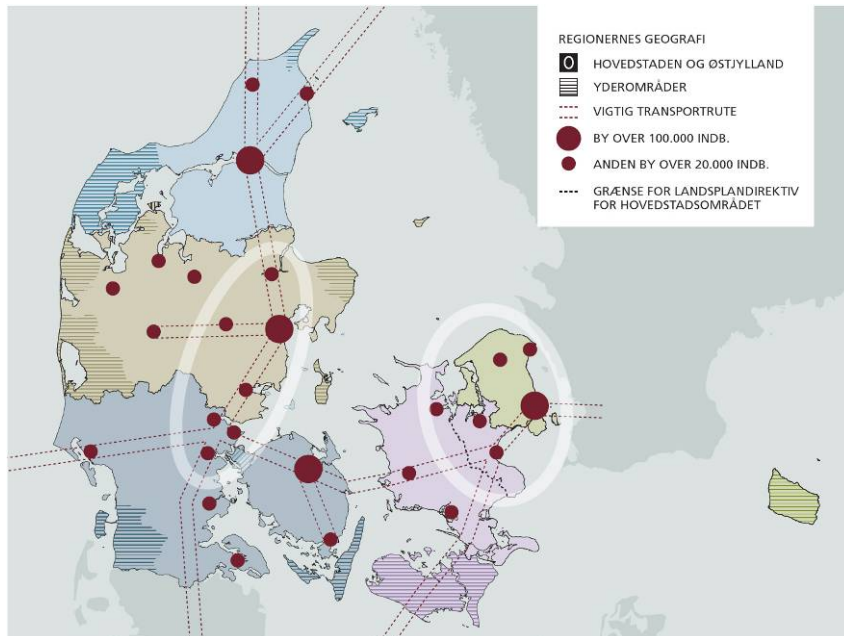 REGIONERNES GEOGRAFI
HOVEDSTADEN OG ØSTJYLLAND
YDEROMRÅDER
VIGTIG TRANSPORTRUTE
BY OVER 100.000 INDB.
ANDEN BY OVER 20.000 INDB.
GRÆNSE FOR LANDSPLANDIREKTIV
FOR HOVEDSTADSOMRÅDET